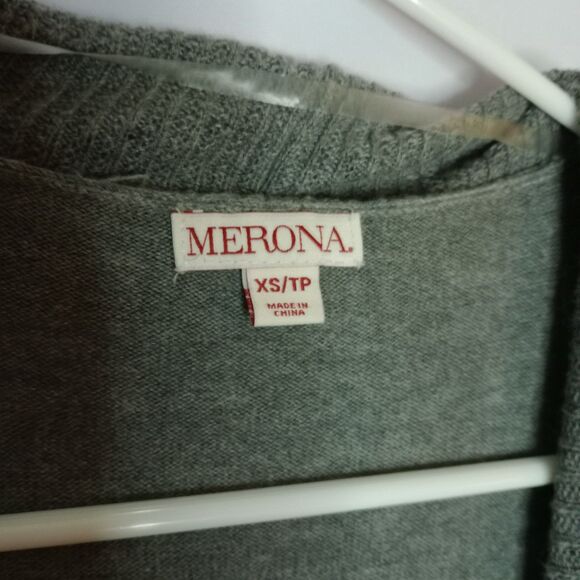 MERONA.
XS/TP
MADE IN
CHINA